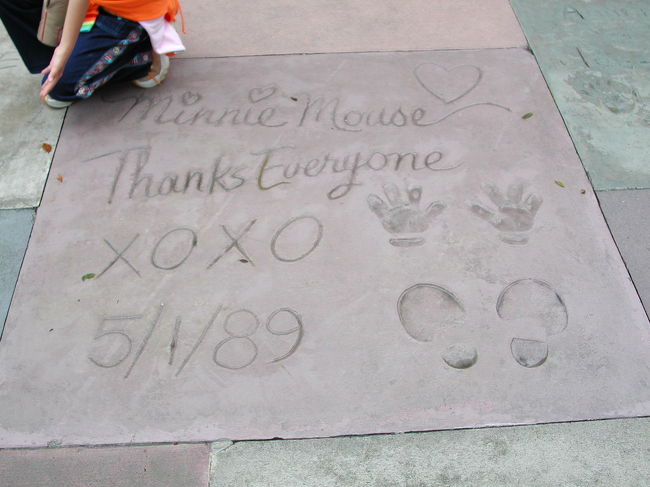 Minnie Mouse
Thanks Everyone
XOXO
5/1/89